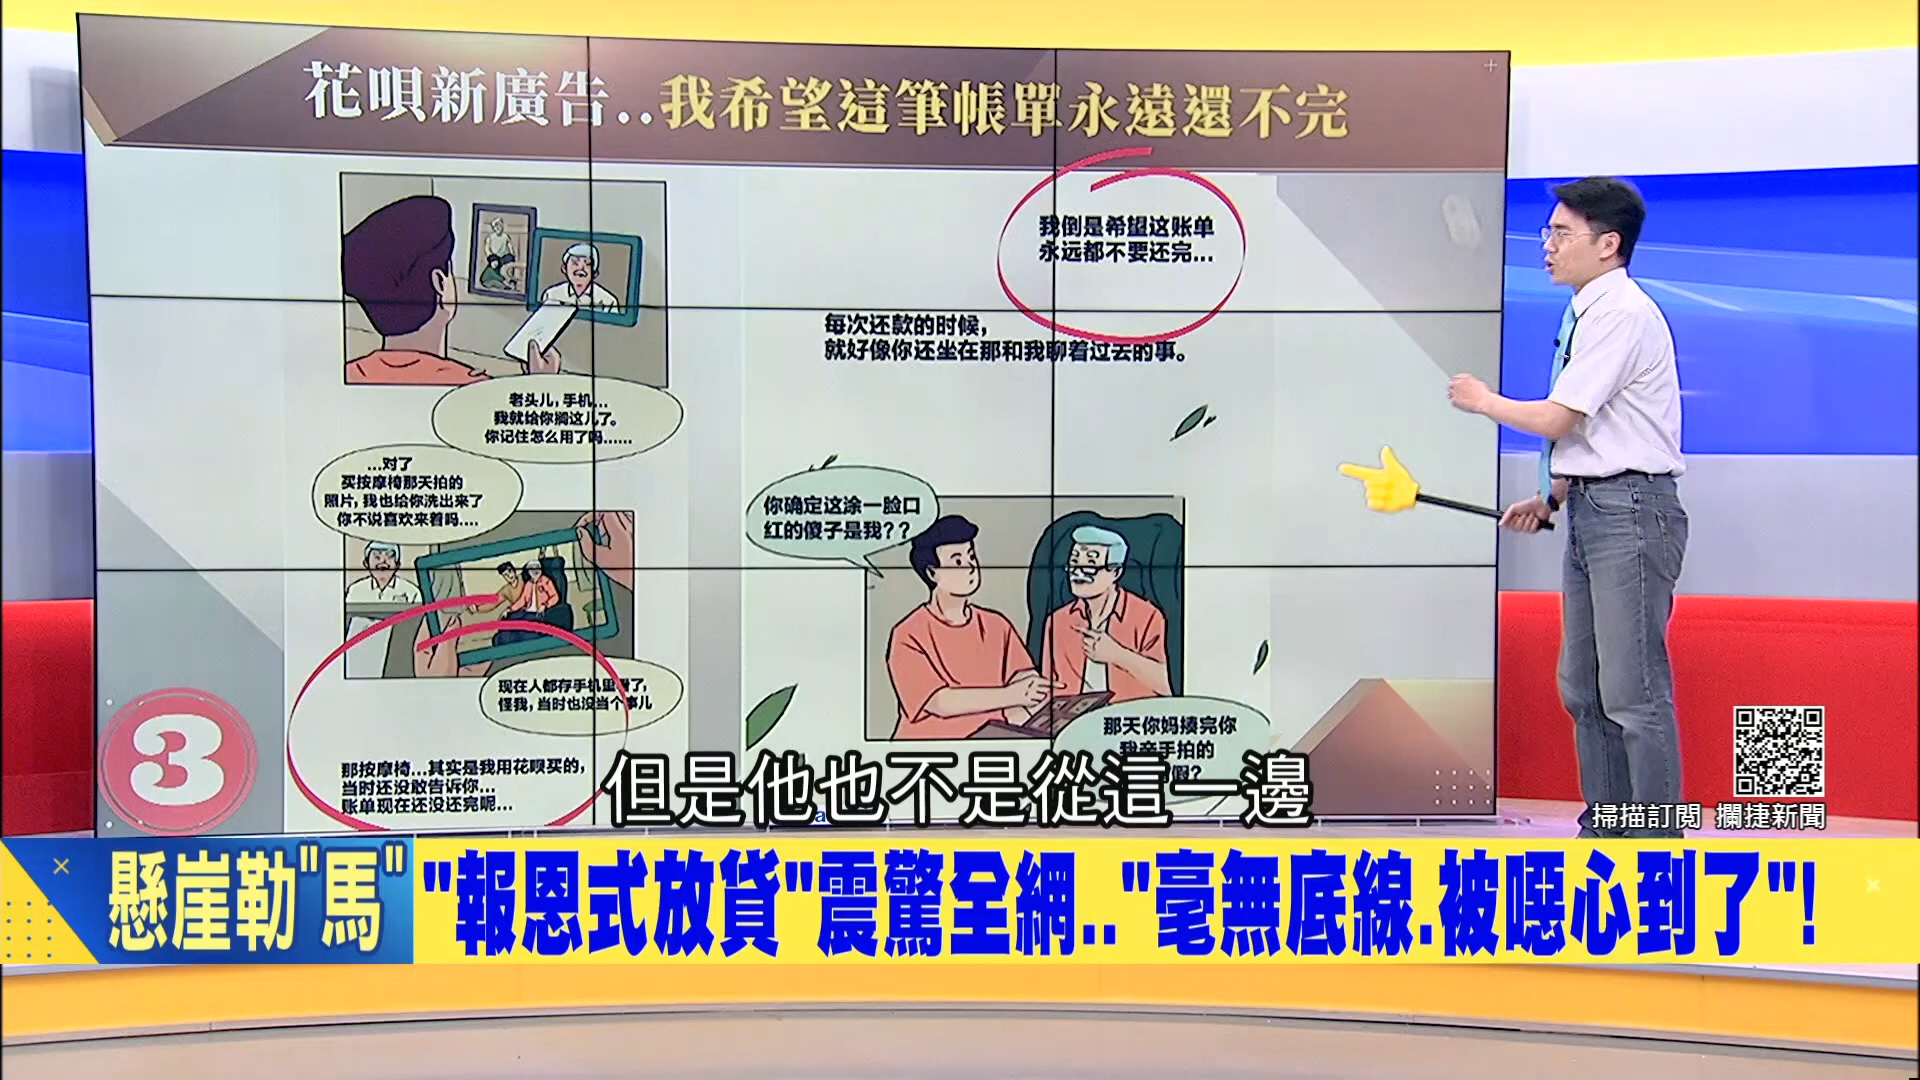 花唄新廣告..我希望這筆帳單永遠還不完
老头儿,手机...
我就给你搁这儿了。
你记住怎么用了吗......
...对了
买按摩椅那天拍的
照片,我也给你洗出来了
你不说喜欢来着吗....
现在人都存手机里看了,
怪我,当时也没当个事儿
那按摩椅...其实是我用花呗买的,
当时还没敢告诉你...
账单现在还没还完呢...
3
我倒是希望这账单
永远都不要还完...
每次还款的时候,
就好像你还坐在那和我聊着过去的事。
你确定这涂一脸口
红的傻子是我??
那天你妈揍完你
我亲手拍的
假?
但是他也不是從這一邊
掃描訂閱 攔捷新聞
懸崖勒"馬"
"報恩式放貸"震驚全網.."毫無底線.被噁心到了"!